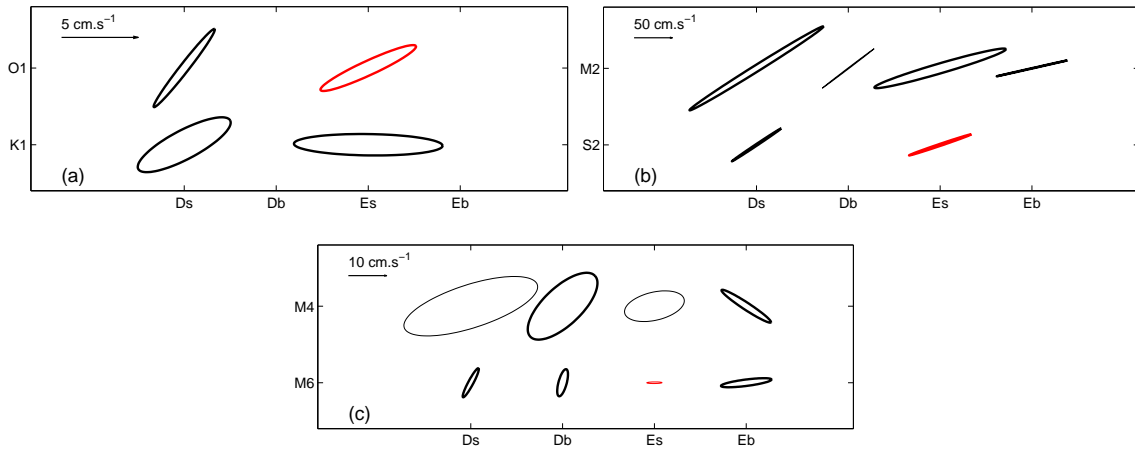 5 cm.s⁻¹
O1
K1
(a)
Ds Db Es Eb
50 cm.s⁻¹
M2
S2
(b)
Ds Db Es Eb
10 cm.s⁻¹
M4
M6
(c)
Ds Db Es Eb